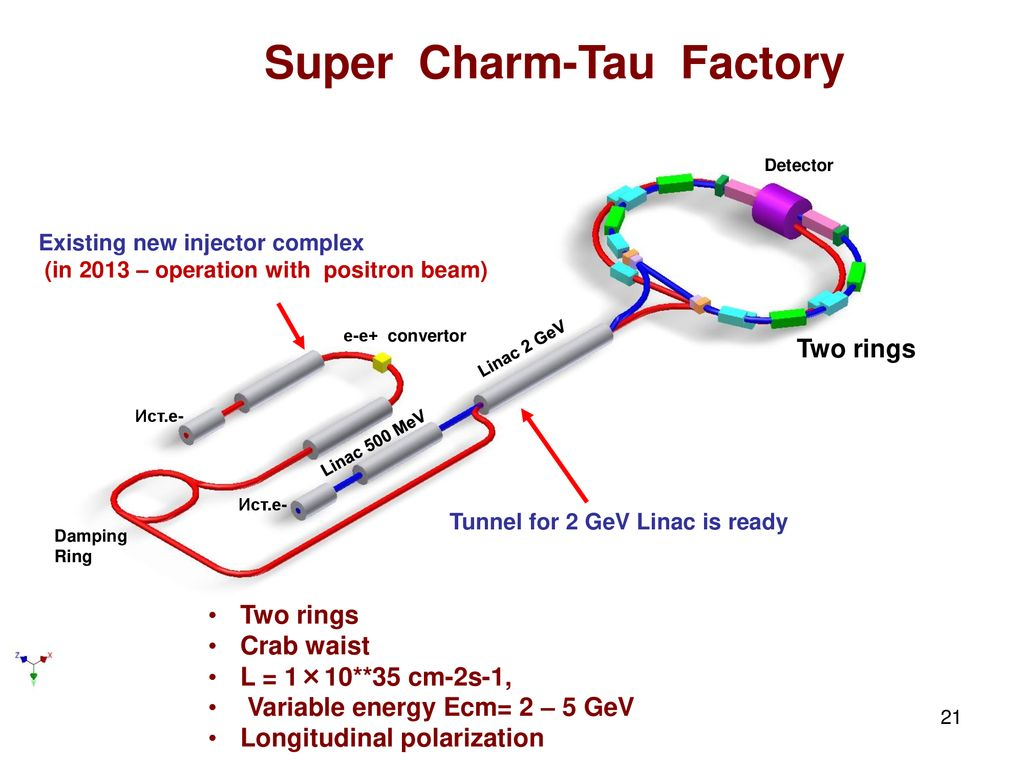 Super Charm-Tau Factory
Detector
Existing new injector complex
(in 2013 – operation with positron beam)
e-e+ convertor
Linac 2 GeV
Two rings
Ист.e-
Linac 500 MeV
Ист.e-
Tunnel for 2 GeV Linac is ready
Damping
Ring
• Two rings
• Crab waist
• L = 1×10**35 cm-2s-1,
• Variable energy Ecm= 2 – 5 GeV
• Longitudinal polarization
z x
Y
21